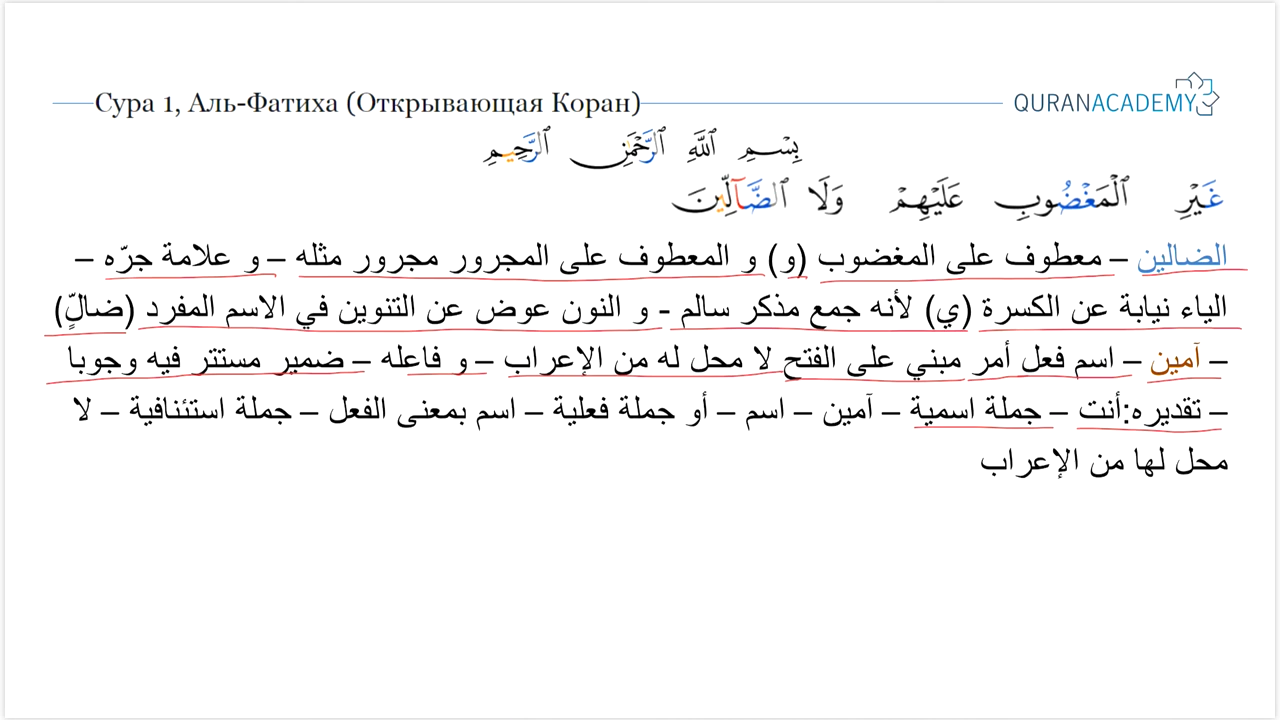 Сура 1, Аль-Фатиха (Открывающая Коран)
QURANACADEMY
بِسْمِ ٱللَّهِ ٱلرَّحْمَٰنِ ٱلرَّحِيمِ
غَيْرِ ٱلْمَغْضُوبِ عَلَيْهِمْ وَلَا ٱلضَّآلِّينَ
الضالين – معطوف على المغضوب (و) و المعطوف على المجرور مجرور مثله – و علامة جرّه –
الياء نيابة عن الكسرة (ي) لأنه جمع مذكر سالم - و النون عوض عن التنوين في الاسم المفرد (ضالٍّ)
– آمين – اسم فعل أمر مبني على الفتح لا محل له من الإعراب – و فاعله – ضمير مستتر فيه وجوبا
– تقديره:أنت – جملة اسمية – آمين – اسم – أو جملة فعلية – اسم بمعنى الفعل – جملة استئنافية – لا
محل لها من الإعراب